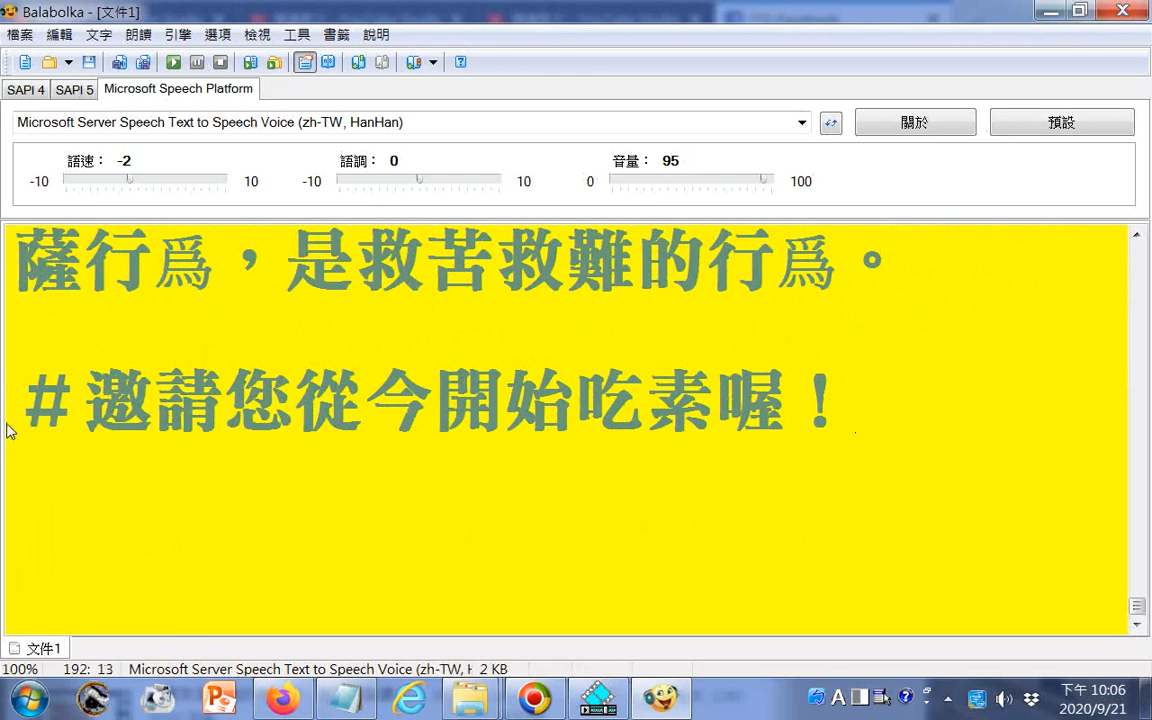 Balabolka - [文件1]
檔案 編輯 文字 朗讀 引擎 選項 檢視 工具 書籤 說明
SAPI 4 SAPI 5 Microsoft Speech Platform
Microsoft Server Speech Text to Speech Voice (zh-TW, HanHan) 關於 預設
語速： -2 語調： 0 音量： 95
-10 10 -10 10 0 100
薩行爲，是救苦救難的行爲。
＃邀請您從今開始吃素喔！
文件1
100% 192: 13 Microsoft Server Speech Text to Speech Voice (zh-TW, H 2 KB
A 下午 10:06
2020/9/21